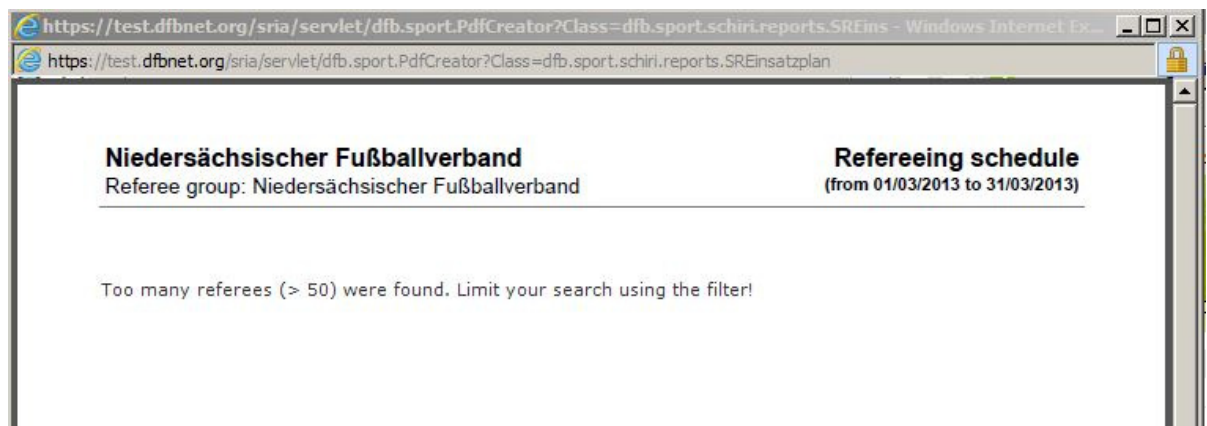 https://test.dfbnet.org/sria/servlet/dfb.sport.PdfCreator?Class=dfb.sport.schiri.reports.SREins - Windows Internet Ex...
https://test.dfbnet.org/sria/servlet/dfb.sport.PdfCreator?Class=dfb.sport.schiri.reports.SREinsatzplan
Niedersächsischer Fußballverband
Refereeing schedule
Referee group: Niedersächsischer Fußballverband
(from 01/03/2013 to 31/03/2013)
Too many referees (> 50) were found. Limit your search using the filter!